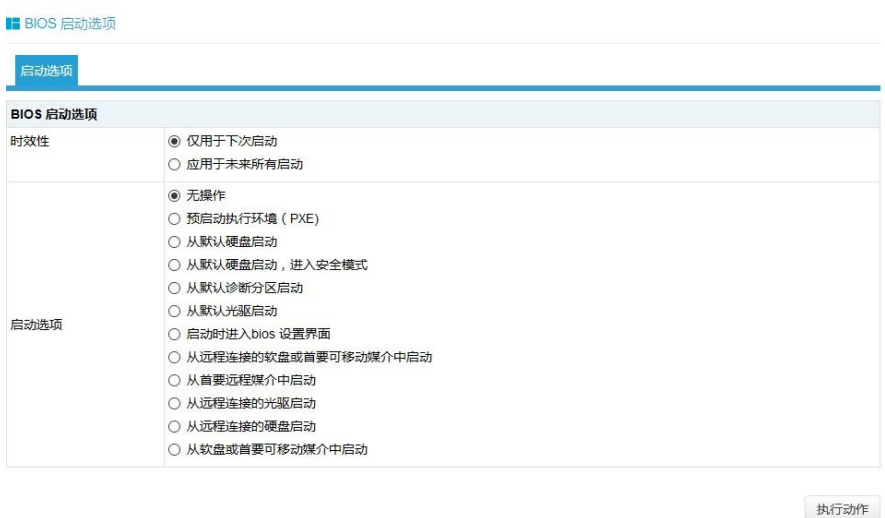 BIOS 启动选项
启动选项
BIOS 启动选项
时效性
仅用于下次启动
应用于未来所有启动
启动选项
无操作
预启动执行环境（PXE)
从默认硬盘启动
从默认硬盘启动，进入安全模式
从默认诊断分区启动
从默认光驱启动
启动时进入bios 设置界面
从远程连接的软盘或首要可移动媒介中启动
从首要远程媒介中启动
从远程连接的光驱启动
从远程连接的硬盘启动
从软盘或首要可移动媒介中启动
执行动作